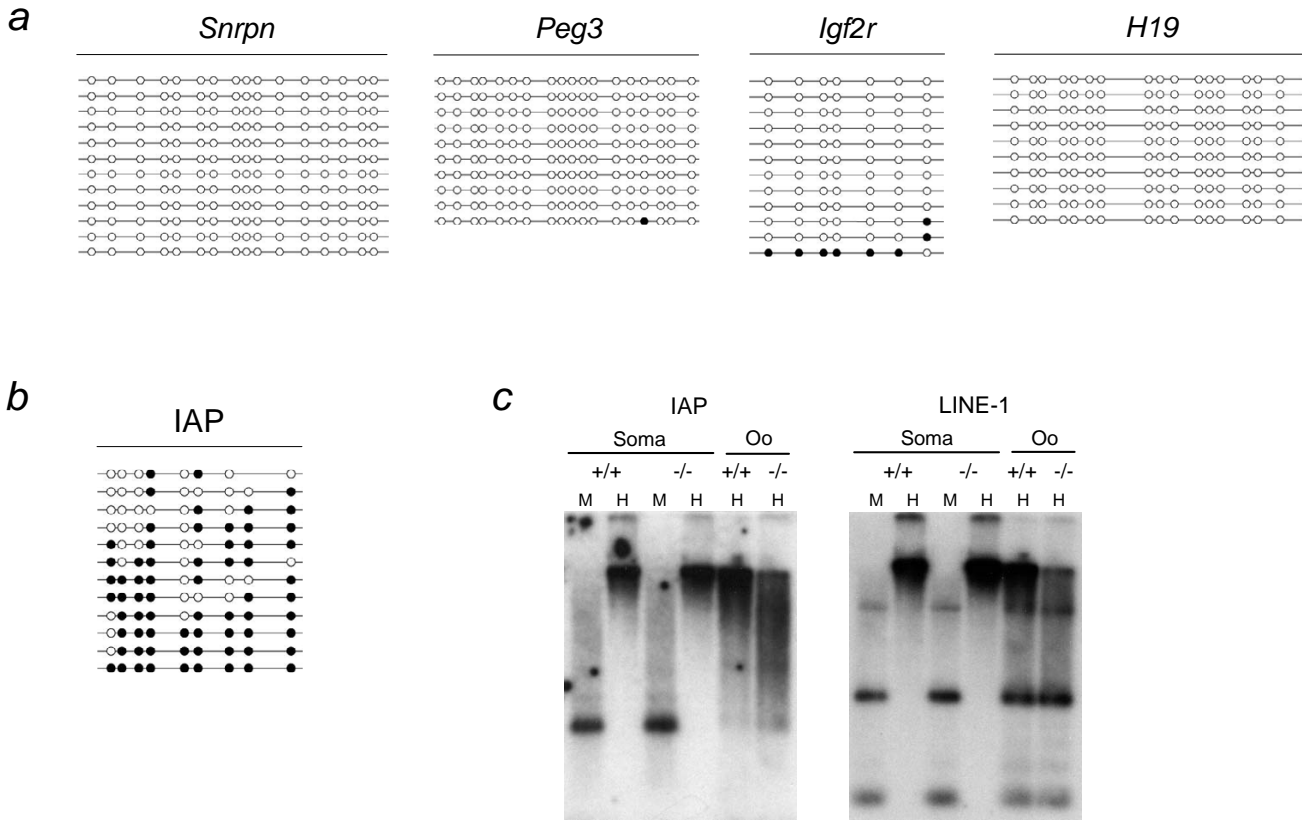 a
Snrpn Peg3 Igf2r H19
b
IAP
c
IAP LINE-1
Soma Oo Soma Oo
+/+ -/- +/+ -/- +/+ -/- +/+ -/-
M H M H H H M H M H H H